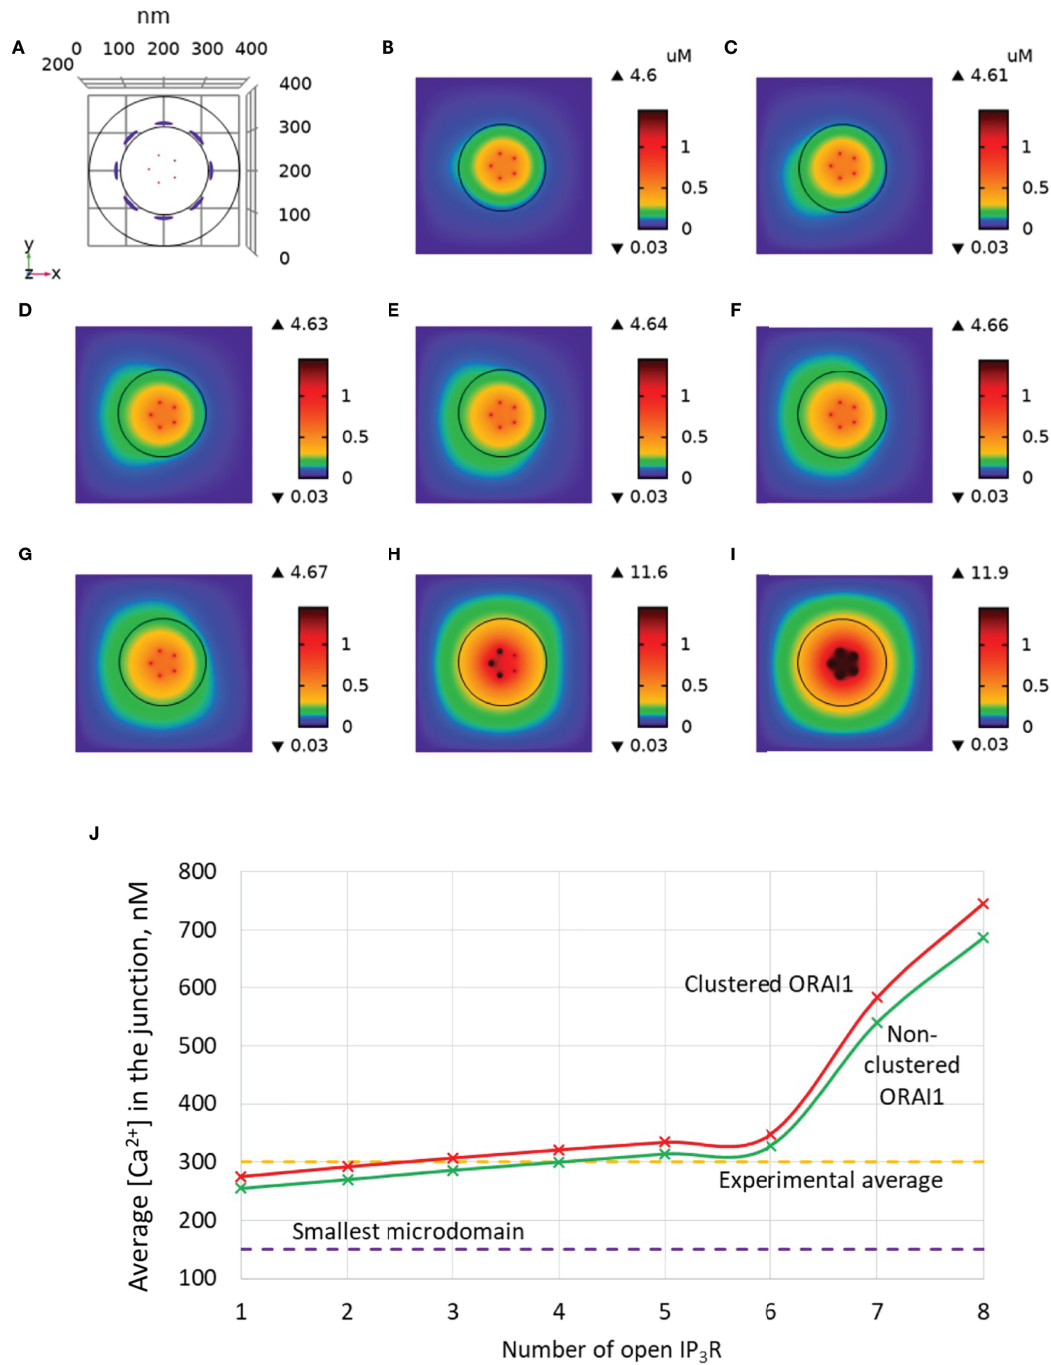 nm
A
0 100 200 300 400
200
400
300
200
100
0
y
z x
B
uM
▲ 4.6
1
0.5
0
▼ 0.03
C
uM
▲ 4.61
1
0.5
0
▼ 0.03
D
▲ 4.63
1
0.5
0
▼ 0.03
E
▲ 4.64
1
0.5
0
▼ 0.03
F
▲ 4.66
1
0.5
0
▼ 0.03
G
▲ 4.67
1
0.5
0
▼ 0.03
H
▲ 11.6
1
0.5
0
▼ 0.03
I
▲ 11.9
1
0.5
0
▼ 0.03
J
Average [Ca²⁺] in the junction, nM
800
700
600
500
400
300
200
100
Clustered ORAI1
Non-
clustered
ORAI1
Experimental average
Smallest microdomain
1 2 3 4 5 6 7 8
Number of open IP₃R